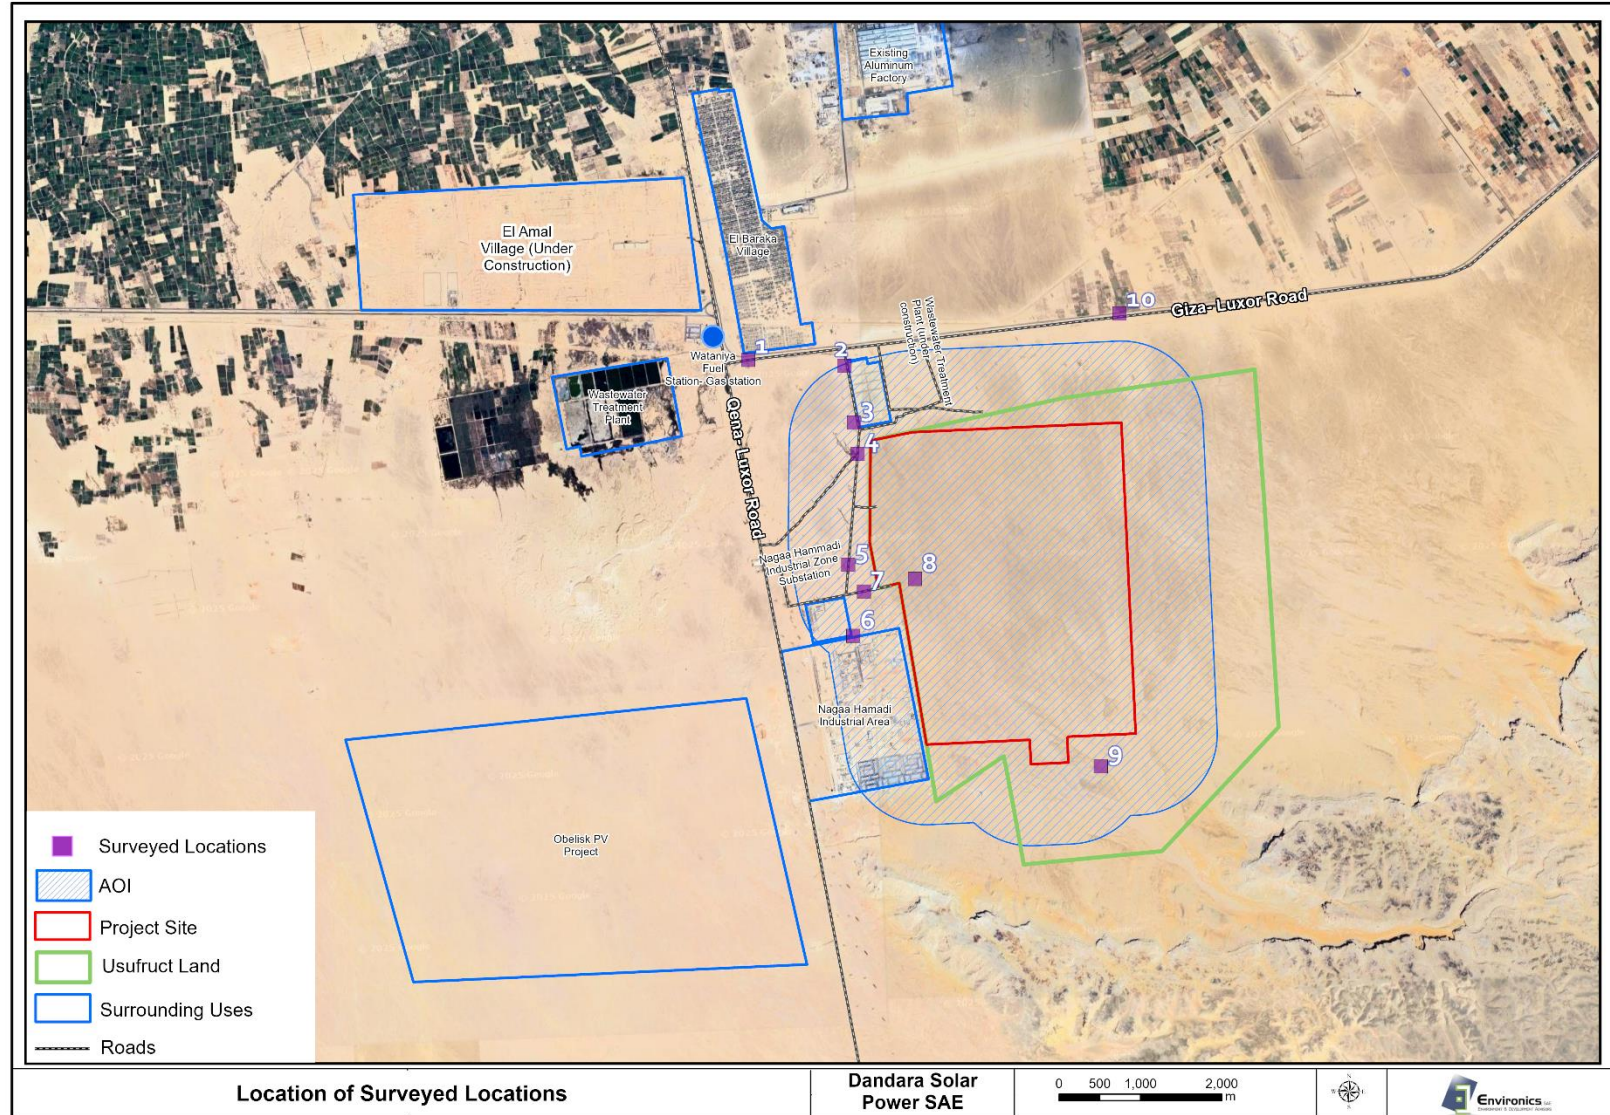 Existing
Aluminum
Factory
El Amal
Village (Under
Construction)
El Baraka
Village
10
Giza- Luxor Road
Wastewater Treatment
Plant (under
construction)
1
2
Wataniya
Fuel
Station- Gas station
Wastewater
Treatment
Plant
Qena- Luxor Road
3
4
5
Nagaa Hammadi
Industrial Zone
Substation
7
8
6
Nagaa Hamadi
Industrial Area
9
Obelisk PV
Project
Surveyed Locations
AOI
Project Site
Usufruct Land
Surrounding Uses
Roads
Location of Surveyed Locations
Dandara Solar
Power SAE
0 500 1,000 2,000
m
N
Environics